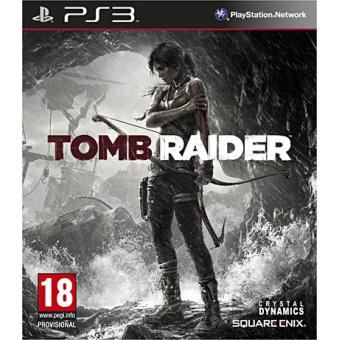 PS3
PlayStation®Network
TOMB RAIDER
18
www.pegi.info
PROVISIONAL
CRYSTAL
DYNAMICS
SQUARE ENIX